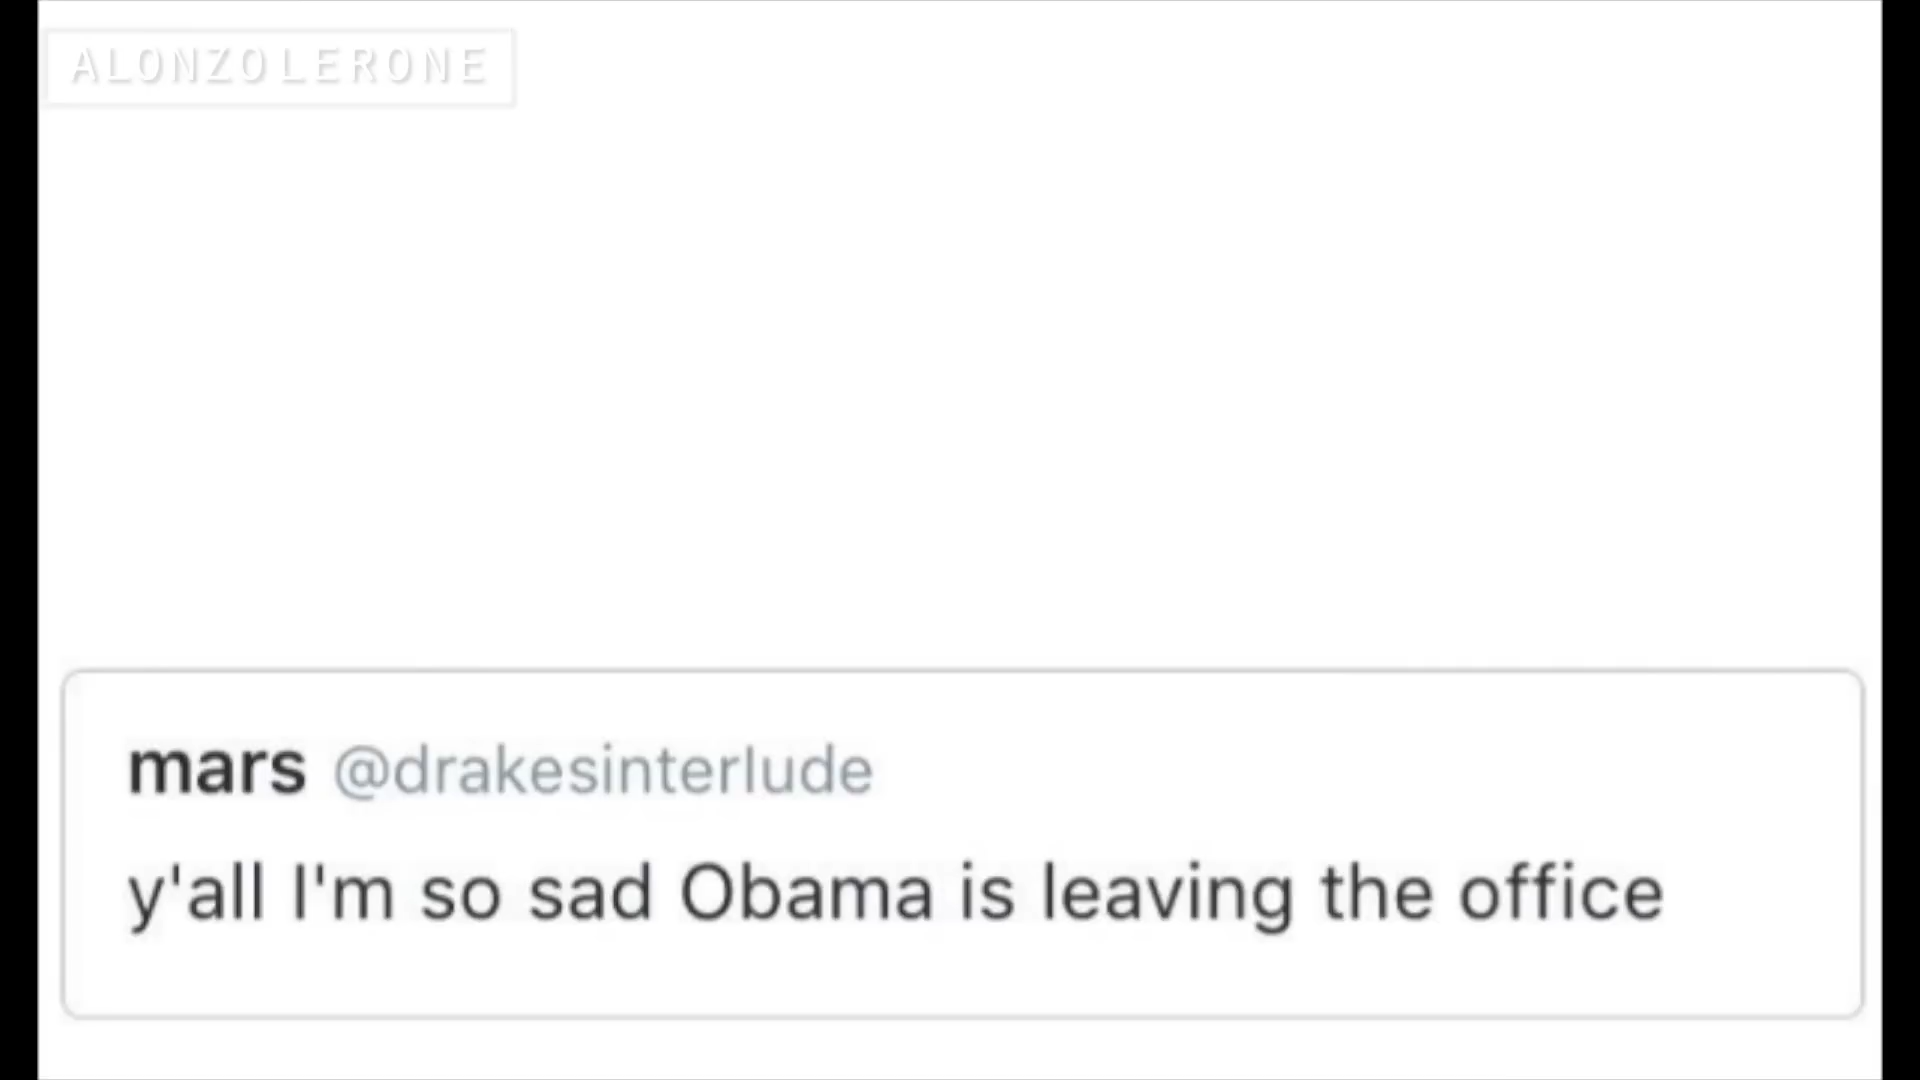 ALONZOLERONE
mars @drakesinterlude
y'all I'm so sad Obama is leaving the office